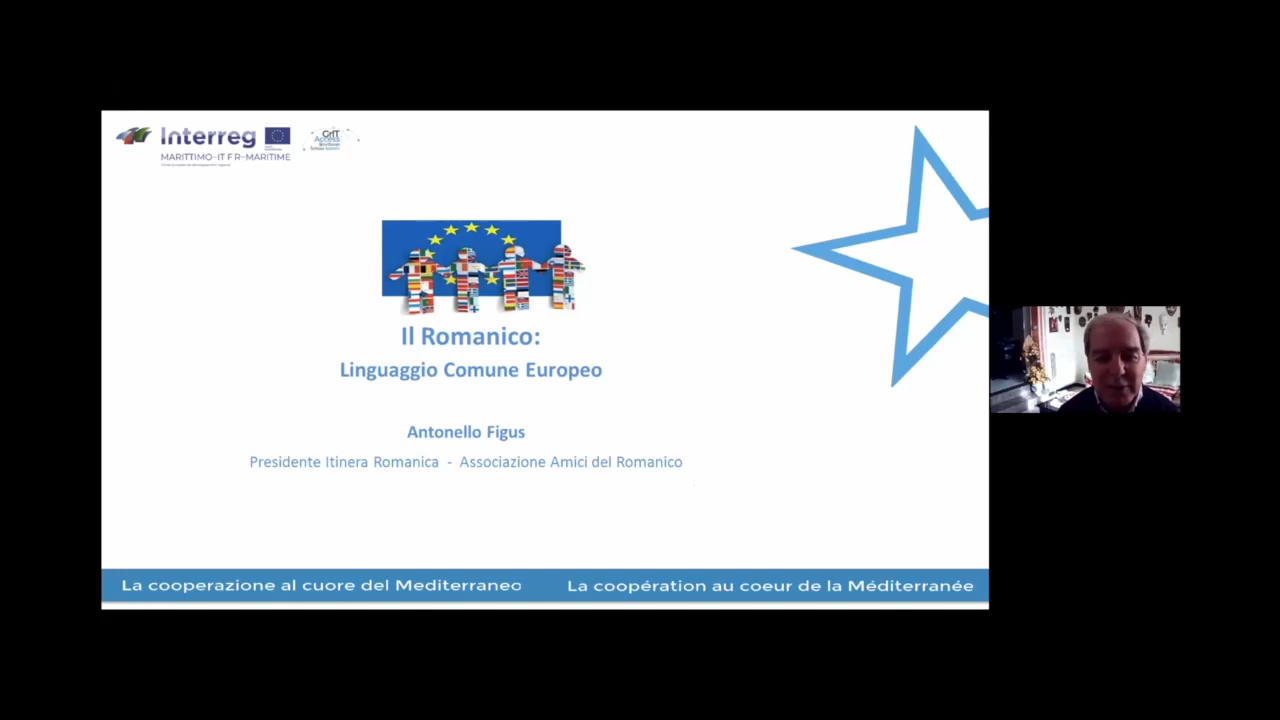 Interreg
MARITTIMO-IT FR-MARITIME
GritAccess
Il Romanico:
Linguaggio Comune Europeo
Antonello Figus
Presidente Itinera Romanica - Associazione Amici del Romanico
La cooperazione al cuore del Mediterraneo
La coopération au coeur de la Méditerranée